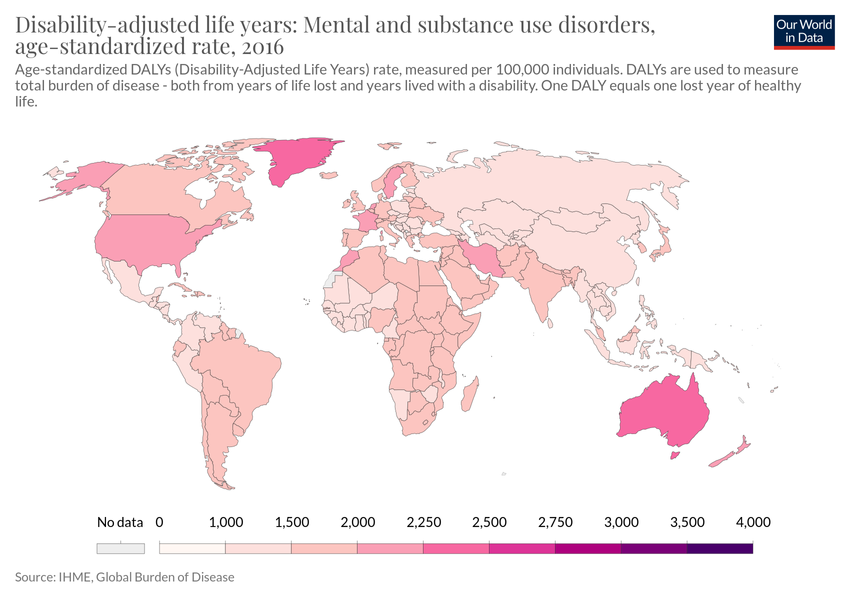 Disability-adjusted life years: Mental and substance use disorders,
age-standardized rate, 2016
Our World
in Data
Age-standardized DALYs (Disability-Adjusted Life Years) rate, measured per 100,000 individuals. DALYs are used to measure
total burden of disease - both from years of life lost and years lived with a disability. One DALY equals one lost year of healthy
life.
No data 0 1,000 1,500 2,000 2,250 2,500 2,750 3,000 3,500 4,000
Source: IHME, Global Burden of Disease